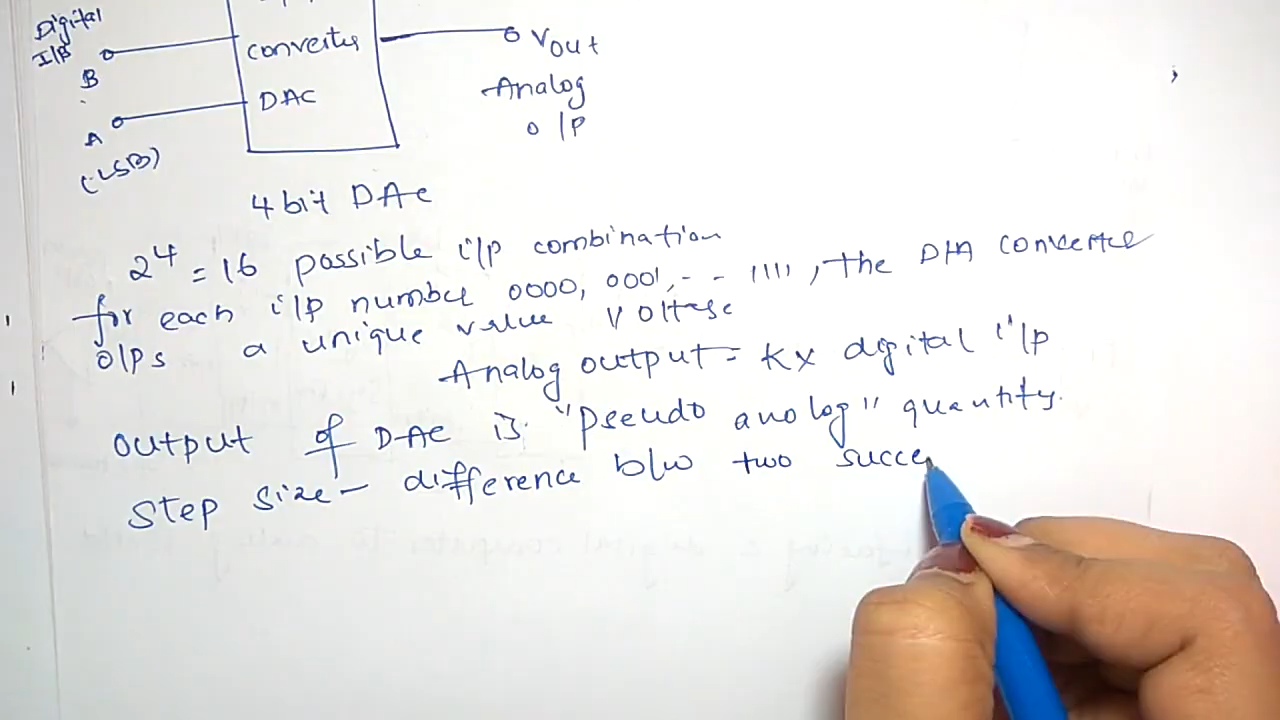 Digital
I/P
B
A
(LSB)
converter
DAC
Vout
Analog
o/p
4 bit DAC
2⁴ = 16 possible i/p combination
for each i/p number 0000, 0001, - - 1111, the D/A converter
o/ps a unique value voltage
Analog output = K x digital i/p
output of DAC is "pseudo analog" quantity.
step size - difference b/w two succe